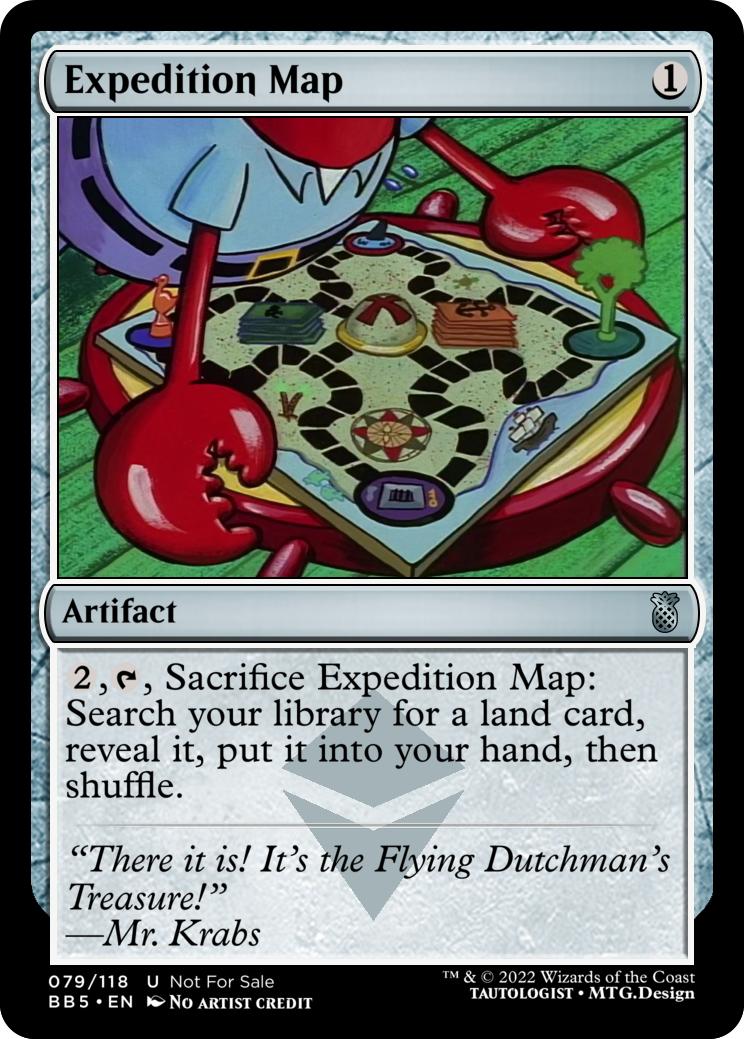 Expedition Map 1
Artifact
2, , Sacrifice Expedition Map:
Search your library for a land card,
reveal it, put it into your hand, then
shuffle.
“There it is! It’s the Flying Dutchman’s
Treasure!”
—Mr. Krabs
079/118 U Not For Sale
BB5 • EN No artist credit
™ & © 2022 Wizards of the Coast
TAUTOLOGIST • MTG.Design